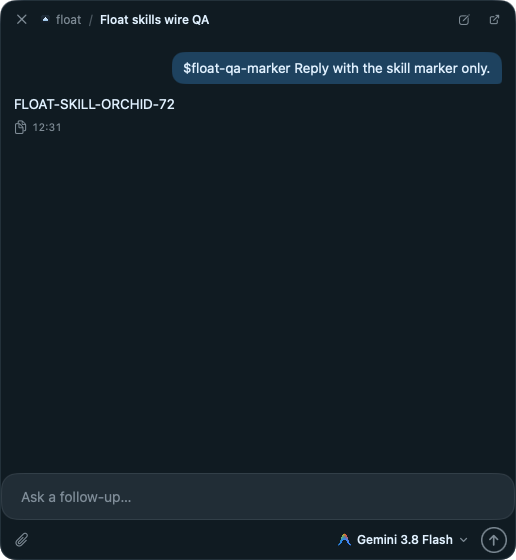 float / Float skills wire QA
$float-qa-marker Reply with the skill marker only.
FLOAT-SKILL-ORCHID-72
12:31
Ask a follow-up...
Gemini 3.8 Flash